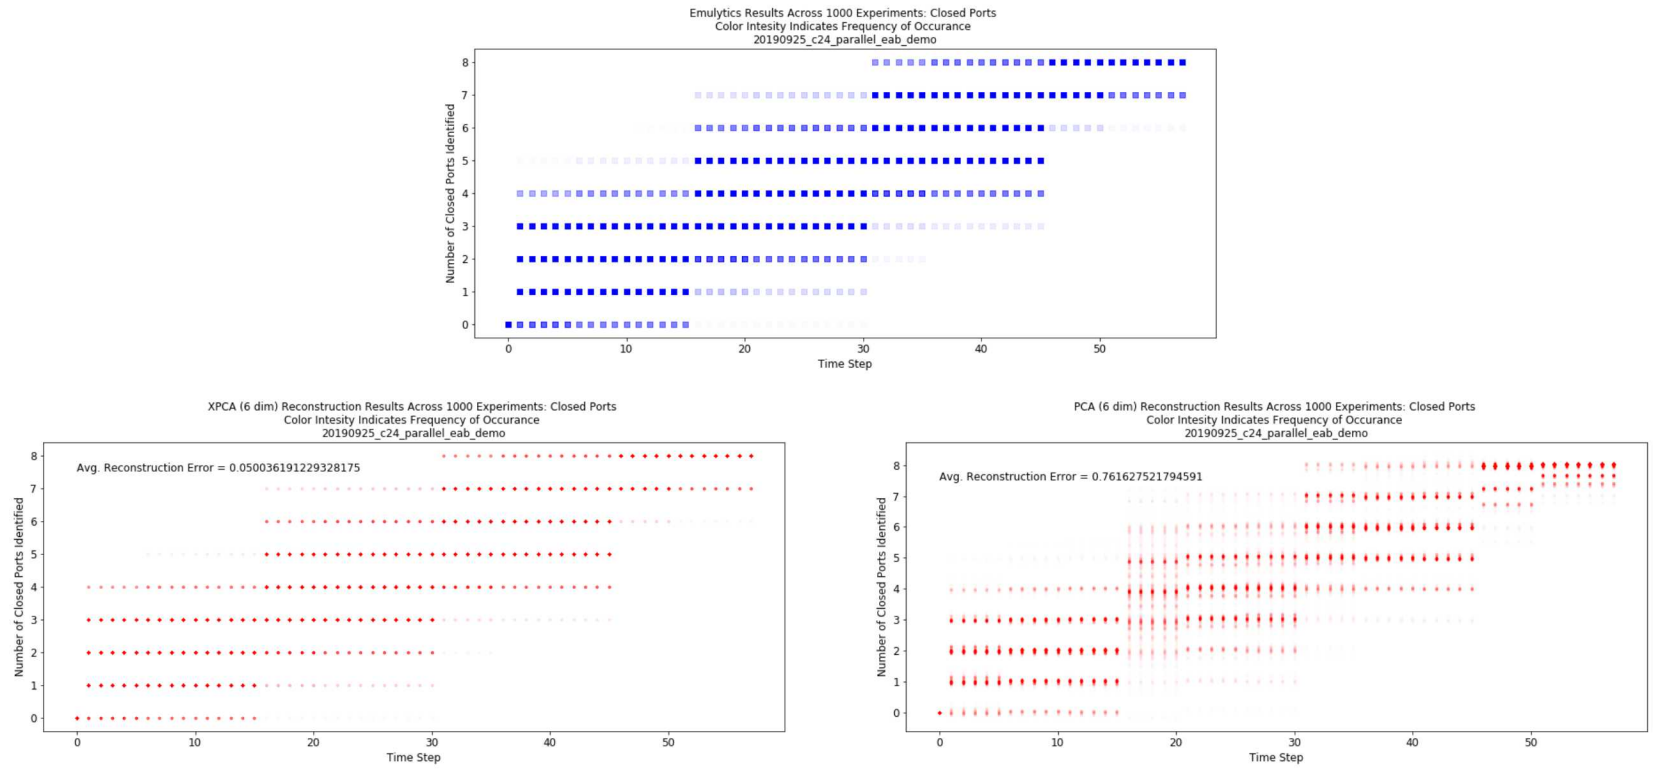 Emulytics Results Across 1000 Experiments: Closed Ports
Color Intesity Indicates Frequency of Occurance
20190925_c24_parallel_eab_demo
8
7
6
5
4
3
2
1
0
Number of Closed Ports Identified
0 10 20 30 40 50
Time Step
XPCA (6 dim) Reconstruction Results Across 1000 Experiments: Closed Ports
Color Intesity Indicates Frequency of Occurance
20190925_c24_parallel_eab_demo
Avg. Reconstruction Error = 0.050036191229328175
8
7
6
5
4
3
2
1
0
Number of Closed Ports Identified
0 10 20 30 40 50
Time Step
PCA (6 dim) Reconstruction Results Across 1000 Experiments: Closed Ports
Color Intesity Indicates Frequency of Occurance
20190925_c24_parallel_eab_demo
Avg. Reconstruction Error = 0.761627521794591
8
7
6
5
4
3
2
1
0
Number of Closed Ports Identified
0 10 20 30 40 50
Time Step